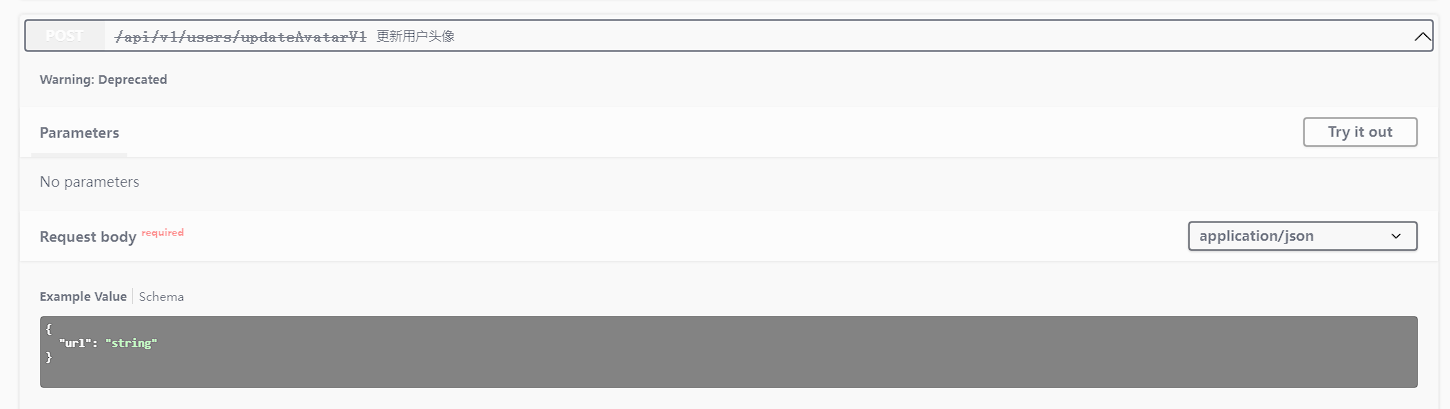 POST /api/v1/users/updateAvatarV1 更新用户头像
Warning: Deprecated
Parameters Try it out
No parameters
Request body required application/json
Example Value Schema
{
"url": "string"
}